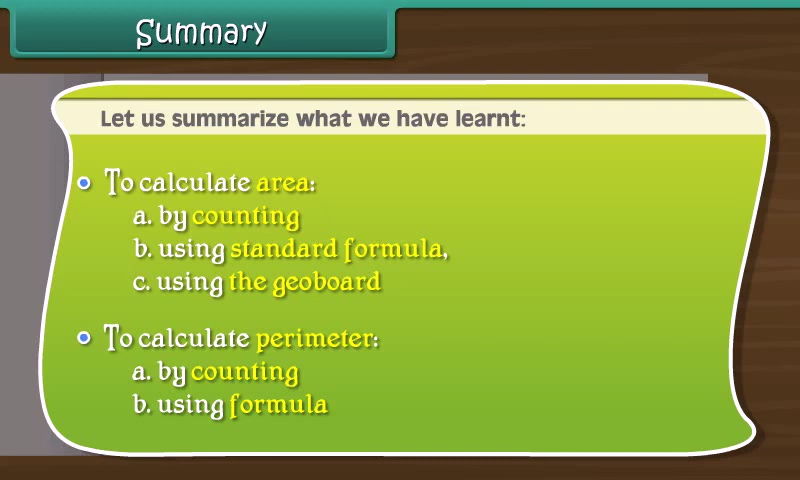 Summary
Let us summarize what we have learnt:
To calculate area:
a. by counting
b. using standard formula,
c. using the geoboard
To calculate perimeter:
a. by counting
b. using formula